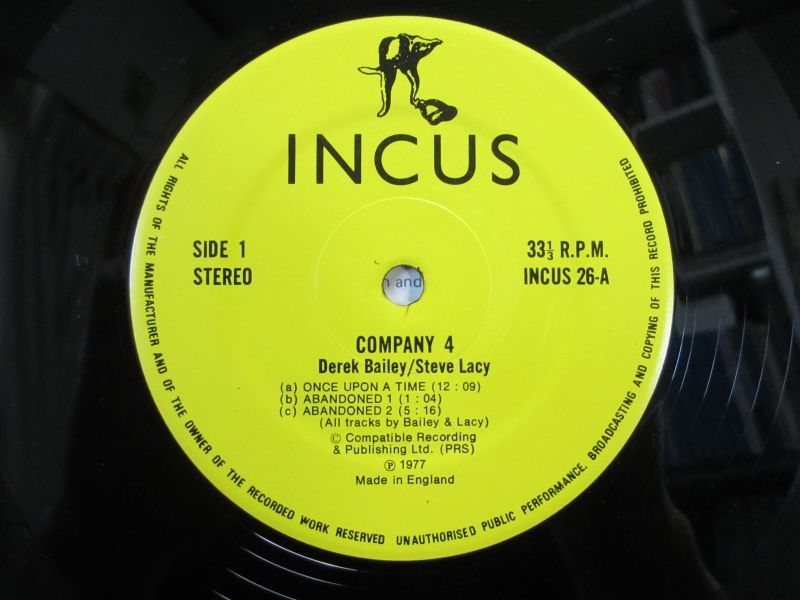 INCUS
SIDE 1
STEREO
33⅓ R.P.M.
INCUS 26-A
n and
COMPANY 4
Derek Bailey/Steve Lacy
(a) ONCE UPON A TIME (12 : 09)
(b) ABANDONED 1 (1 : 04)
(c) ABANDONED 2 (5 : 16)
(All tracks by Bailey & Lacy)
© Compatible Recording
& Publishing Ltd. (PRS)
℗ 1977
Made in England
ALL RIGHTS OF THE MANUFACTURER AND OF THE OWNER OF THE RECORDED WORK RESERVED UNAUTHORISED PUBLIC PERFORMANCE, BROADCASTING AND COPYING OF THIS RECORD PROHIBITED